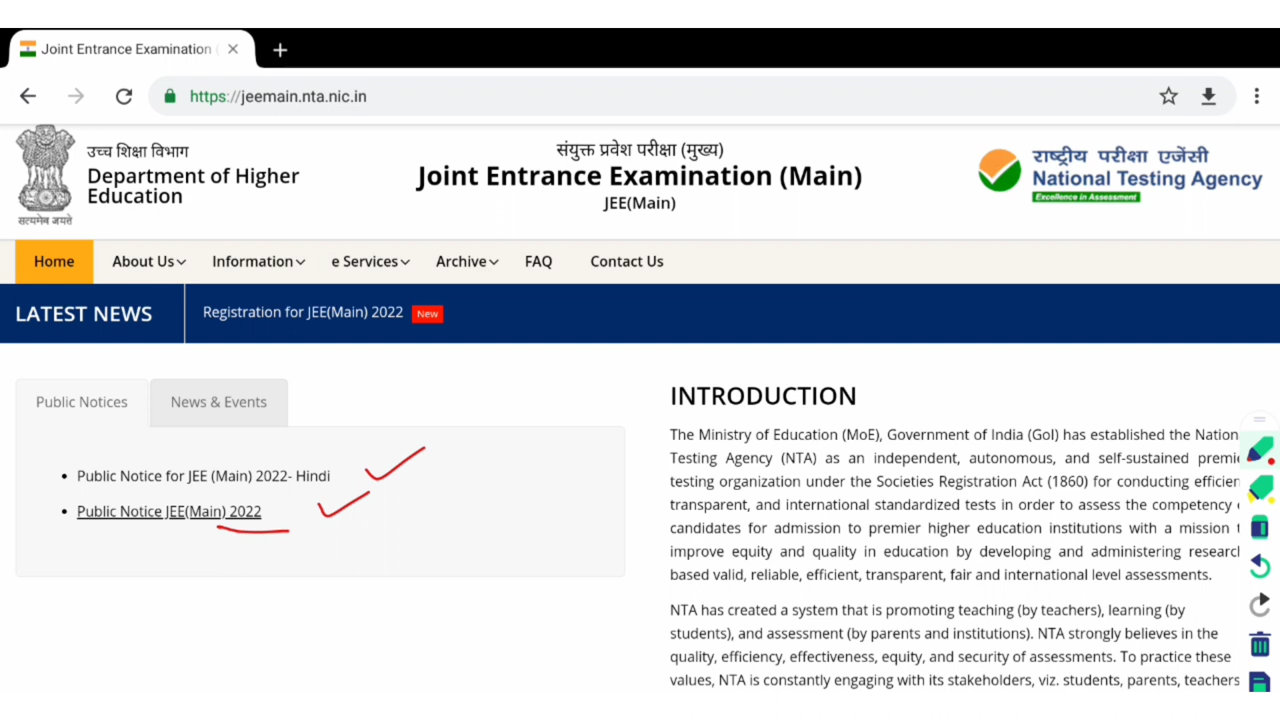 Joint Entrance Examination (
https://jeemain.nta.nic.in
उच्च शिक्षा विभाग
Department of Higher
Education
सत्यमेव जयते
संयुक्त प्रवेश परीक्षा (मुख्य)
Joint Entrance Examination (Main)
JEE(Main)
राष्ट्रीय परीक्षा एजेंसी
National Testing Agency
Excellence in Assessment
Home About Us Information e Services Archive FAQ Contact Us
LATEST NEWS Registration for JEE(Main) 2022 New
Public Notices News & Events
• Public Notice for JEE (Main) 2022- Hindi
• Public Notice JEE(Main) 2022
INTRODUCTION
The Ministry of Education (MoE), Government of India (GoI) has established the Nation
Testing Agency (NTA) as an independent, autonomous, and self-sustained premie
testing organization under the Societies Registration Act (1860) for conducting efficien
transparent, and international standardized tests in order to assess the competency
candidates for admission to premier higher education institutions with a mission t
improve equity and quality in education by developing and administering research
based valid, reliable, efficient, transparent, fair and international level assessments.
NTA has created a system that is promoting teaching (by teachers), learning (by
students), and assessment (by parents and institutions). NTA strongly believes in the
quality, efficiency, effectiveness, equity, and security of assessments. To practice these
values, NTA is constantly engaging with its stakeholders, viz. students, parents, teachers